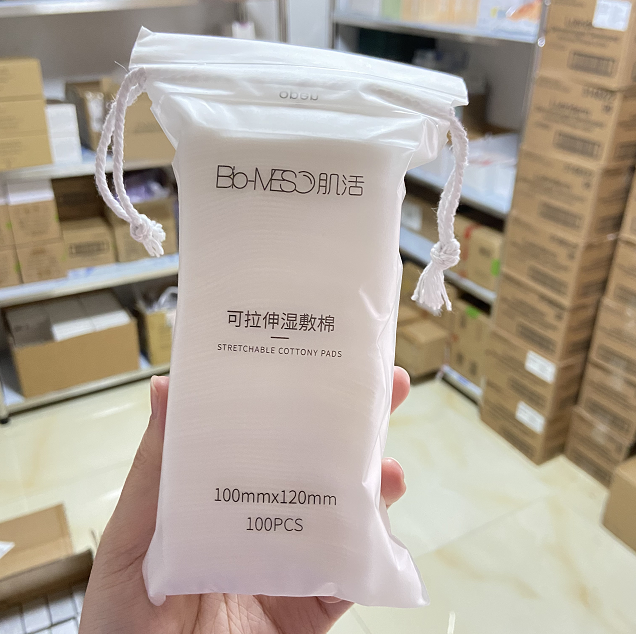 Bio-MESO肌活
可拉伸湿敷棉
STRETCHABLE COTTONY PADS
100mmx120mm
100PCS